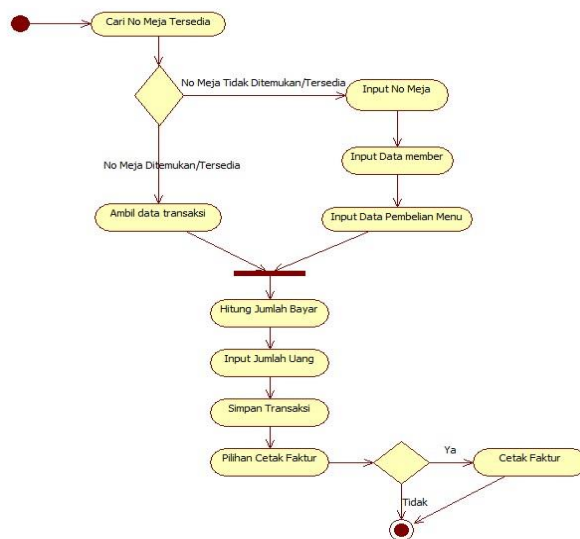 Cari No Meja Tersedia
No Meja Tidak Ditemukan/Tersedia
Input No Meja
No Meja Ditemukan/Tersedia
Input Data member
Ambil data transaksi
Input Data Pembelian Menu
Hitung Jumlah Bayar
Input Jumlah Uang
Simpan Transaksi
Pilihan Cetak Faktur
Ya
Cetak Faktur
Tidak